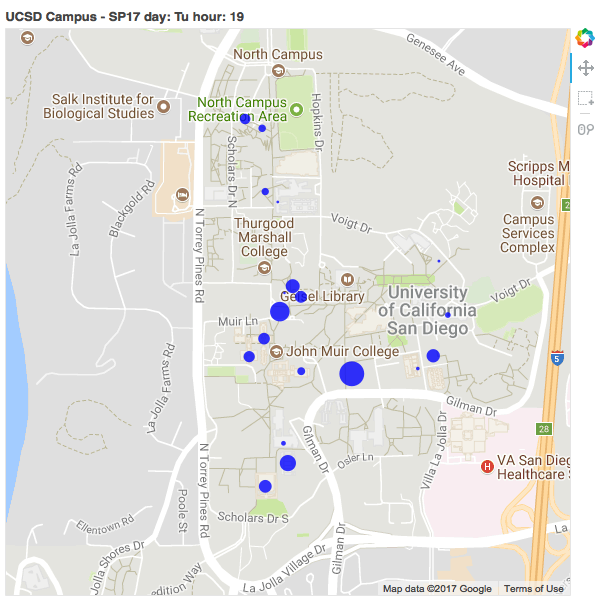 UCSD Campus - SP17 day: Tu hour: 19
Genesee Ave
North Campus
Salk Institute for
Biological Studies
North Campus
Recreation Area
Hopkins Dr
Scholars Dr N
Scripps M
Hospital
La Jolla Farms Rd
Blackgold Rd
N Torrey Pines Rd
2
Campus
Services
Complex
Voigt Dr
Thurgood
Marshall
College
Geisel Library
University
of California
San Diego
Voigt Dr
Muir Ln
John Muir College
5
La Jolla Farms Rd
Gilman Dr
Gilman Dr
Villa La Jolla Dr
28
Osler Ln
H
VA San Dieg
Healthcare
N Torrey Pines Rd
Poole St
Ellentown Rd
Scholars Dr S
La
Gilman Dr
La Jolla Shores Dr
La Jolla Village Dr
edition Way
Map data ©2017 Google Terms of Use